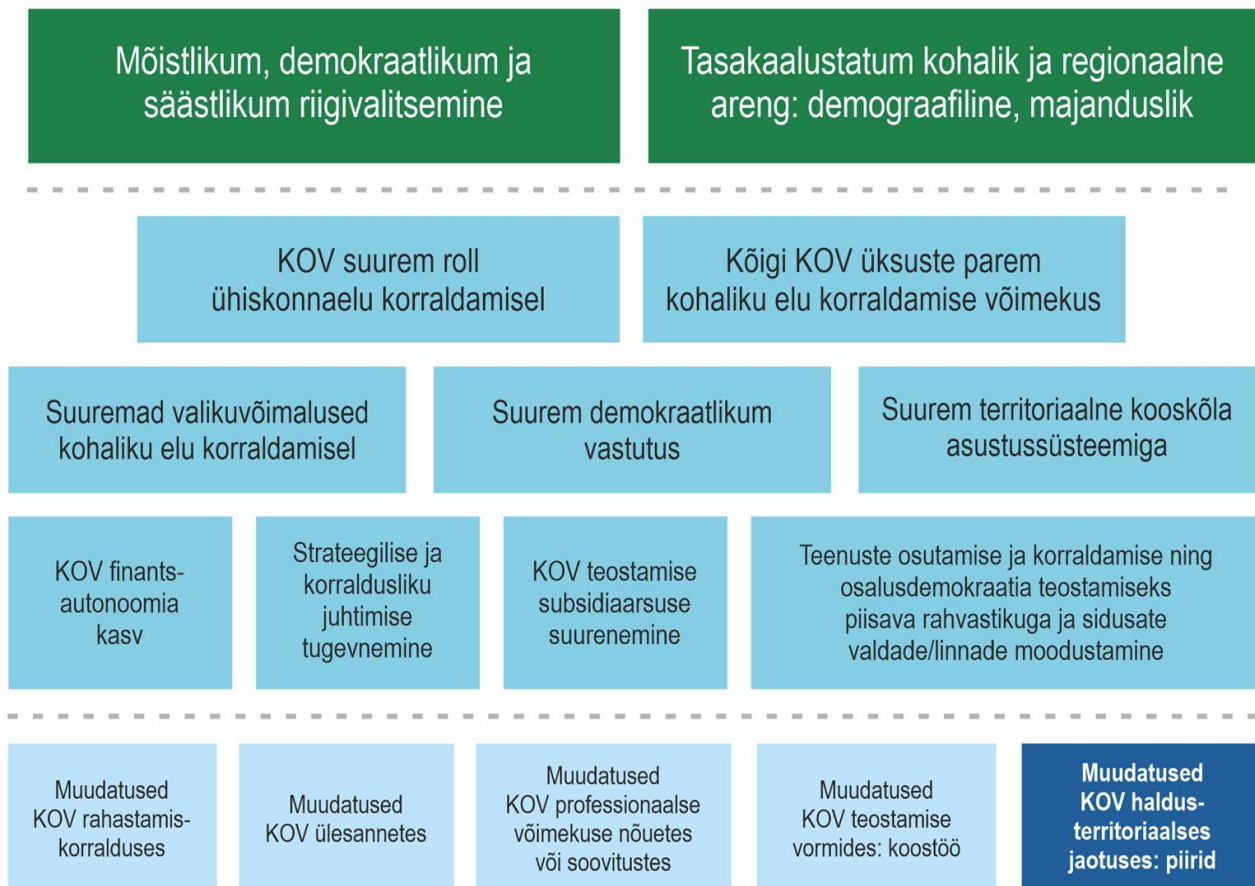 Mõistlikum, demokraatlikum ja
säästlikum riigivalitsemine
Tasakaalustatum kohalik ja regionaalne
areng: demograafiline, majanduslik
KOV suurem roll
ühiskonnaelu korraldamisel
Kõigi KOV üksuste parem
kohaliku elu korraldamise võimekus
Suuremad valikuvõimalused
kohaliku elu korraldamisel
Suurem demokraatlikum
vastutus
Suurem territoriaalne kooskõla
asustussüsteemiga
KOV finants-
autonoomia
kasv
Strateegilise ja
korraldusliku
juhtimise
tugevnemine
KOV teostamise
subsidiaarsuse
suurenemine
Teenuste osutamise ja korraldamise ning
osalusdemokraatia teostamiseks
piisava rahvastikuga ja sidusate
valdade/linnade moodustamine
Muudatused
KOV rahastamis-
korralduses
Muudatused
KOV ülesannetes
Muudatused
KOV professionaalse
võimekuse nõuetes
või soovitustes
Muudatused
KOV teostamise
vormides: koostöö
Muudatused
KOV haldus-
territoriaalses
jaotuses: piirid